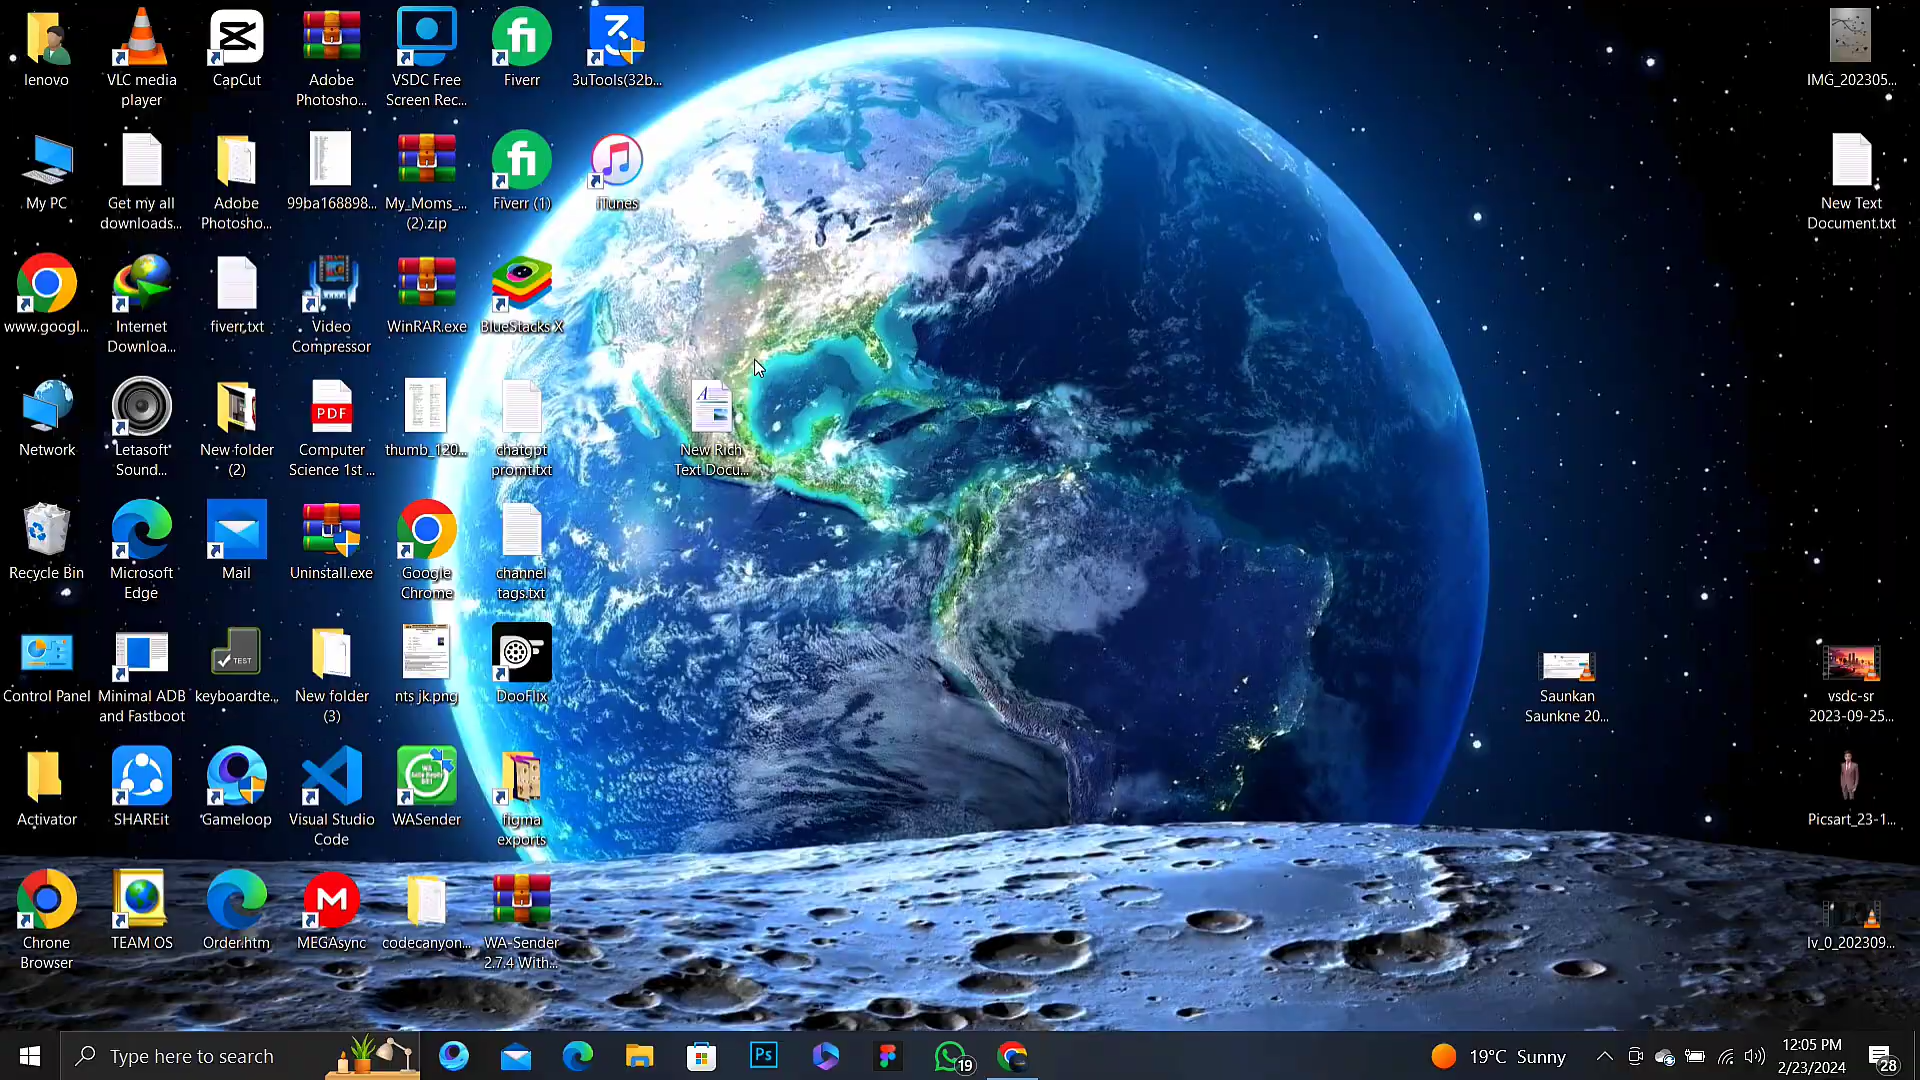 lenovo
VLC media
player
CapCut
Adobe
Photosho...
VSDC Free
Screen Rec...
Fiverr
3uTools(32b...
IMG_202305...
My PC
Get my all
downloads...
Adobe
Photosho...
99ba168898...
My_Moms_...
(2).zip
Fiverr (1)
iTunes
New Text
Document.txt
www.googl...
Internet
Downloa...
fiverr.txt
Video
Compressor
WinRAR.exe
BlueStacks X
Network
Letasoft
Sound...
New folder
(2)
PDF
Computer
Science 1st ...
thumb_120...
chatgpt
promt.txt
New Rich
Text Docu...
Recycle Bin
Microsoft
Edge
Mail
Uninstall.exe
Google
Chrome
channel
tags.txt
Control Panel
Minimal ADB
and Fastboot
TEST
keyboardte...
New folder
(3)
nts jk.png
DooFlix
Saunkan
Saunkne 20...
vsdc-sr
2023-09-25...
Activator
SHAREit
Gameloop
Visual Studio
Code
WASender
figma
exports
Picsart_23-1...
Chrome
Browser
TEAM OS
Order.htm
MEGAsync
codecanyon...
WA-Sender
2.7.4 With...
lv_0_202309...
Type here to search
Ps
19
19°C Sunny
12:05 PM
2/23/2024
28